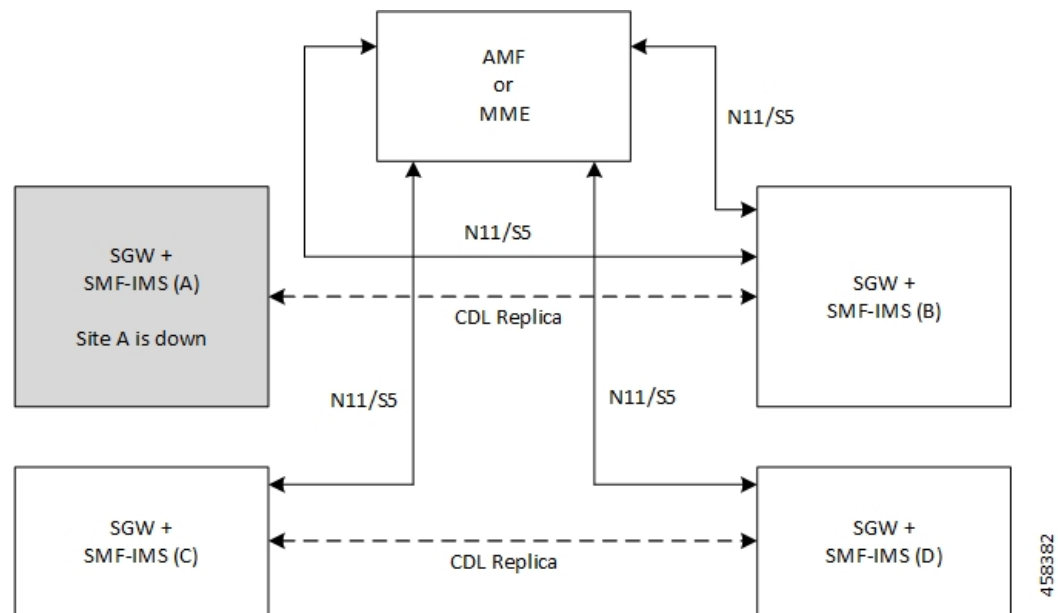 AMF
or
MME
N11/S5
SGW +
SMF-IMS (A)
Site A is down
N11/S5
CDL Replica
SGW +
SMF-IMS (B)
N11/S5
N11/S5
SGW +
SMF-IMS (C)
CDL Replica
SGW +
SMF-IMS (D)
458382